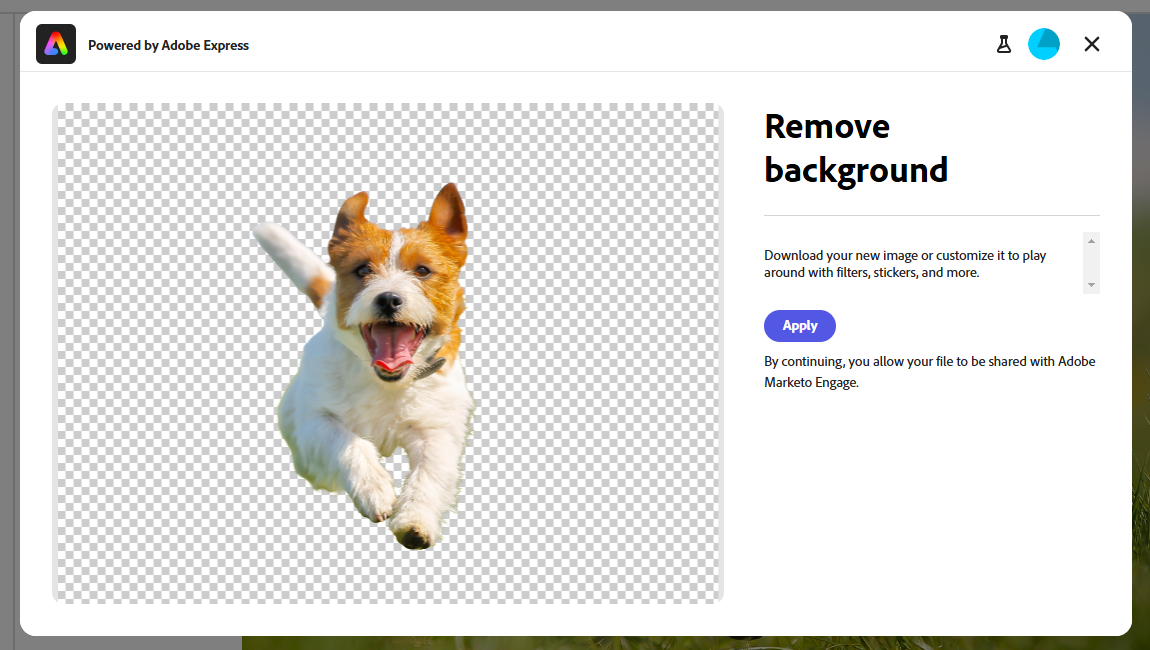 Powered by Adobe Express
Remove
background
Download your new image or customize it to play
around with filters, stickers, and more.
Apply
By continuing, you allow your file to be shared with Adobe
Marketo Engage.